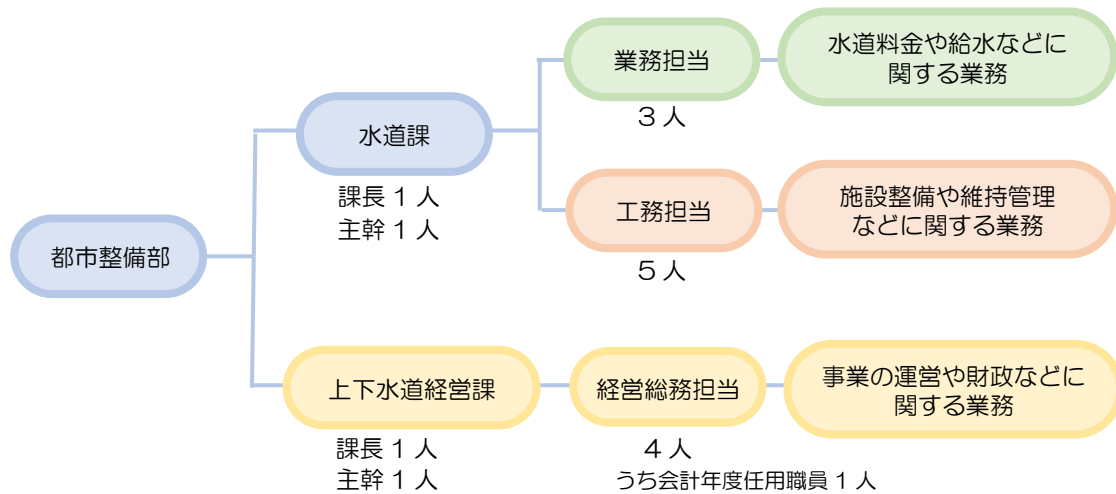 都市整備部
水道課
課長 1 人
主幹 1 人
業務担当
3 人
水道料金や給水などに
関する業務
工務担当
5 人
施設整備や維持管理
などに関する業務
上下水道経営課
課長 1 人
主幹 1 人
経営総務担当
4 人
うち会計年度任用職員 1 人
事業の運営や財政などに
関する業務